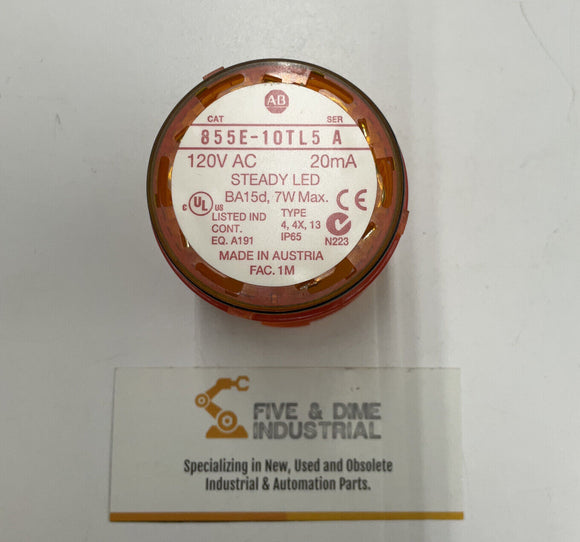 AB
CAT SER
855E-10TL5 A
120V AC 20mA
STEADY LED
BA15d, 7W Max.
c UL us CE
LISTED IND
CONT.
EQ. A191
TYPE
4, 4X, 13
IP65
N223
MADE IN AUSTRIA
FAC. 1M
FIVE & DIME
INDUSTRIAL
Specializing in New, Used and Obsolete
Industrial & Automation Parts.